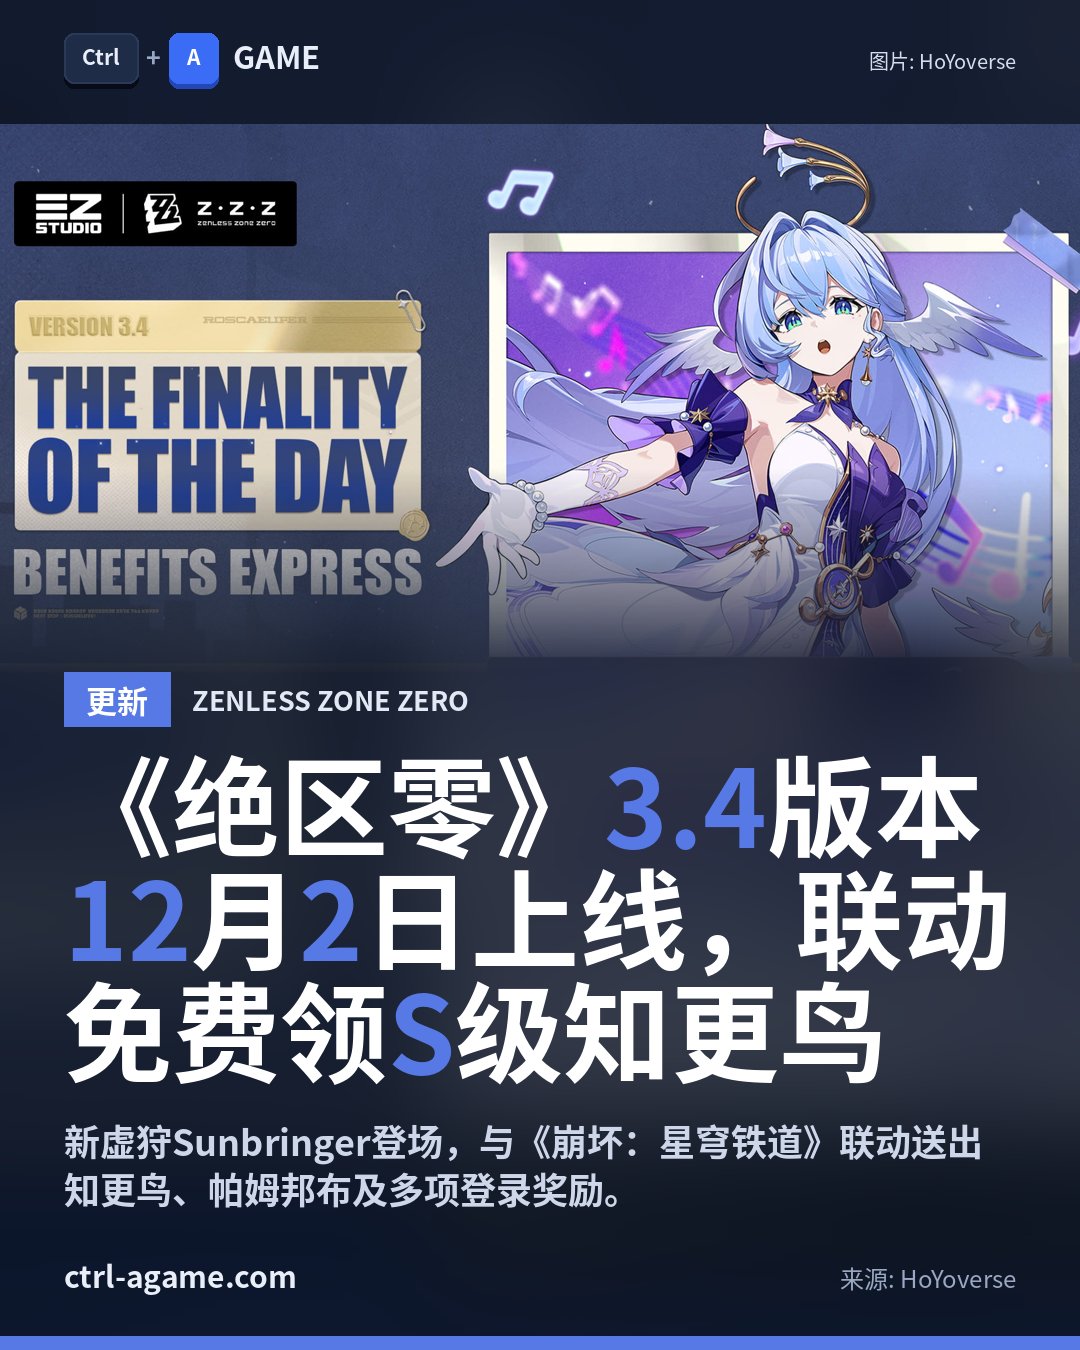 Ctrl + A GAME
图片: HoYoverse
EZ STUDIO
Z·Z·Z
ZENLESS ZONE ZERO
VERSION 3.4
ROSCAELIFER
THE FINALITY
OF THE DAY
BENEFITS EXPRESS
更新 ZENLESS ZONE ZERO
《绝区零》3.4版本
12月2日上线，联动
免费领S级知更鸟
新虚狩Sunbringer登场，与《崩坏：星穹铁道》联动送出
知更鸟、帕姆邦布及多项登录奖励。
ctrl-agame.com
来源: HoYoverse